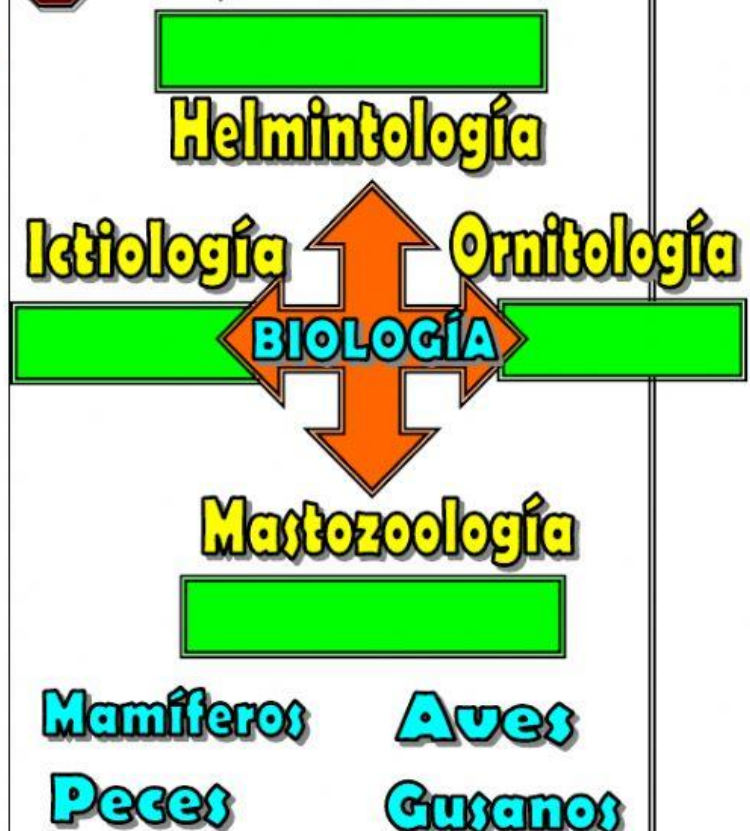 Helmintología
Ictiología
Ornitología
BIOLOGÍA
Mastozoología
Mamíferos
Aves
Peces
Gusanos